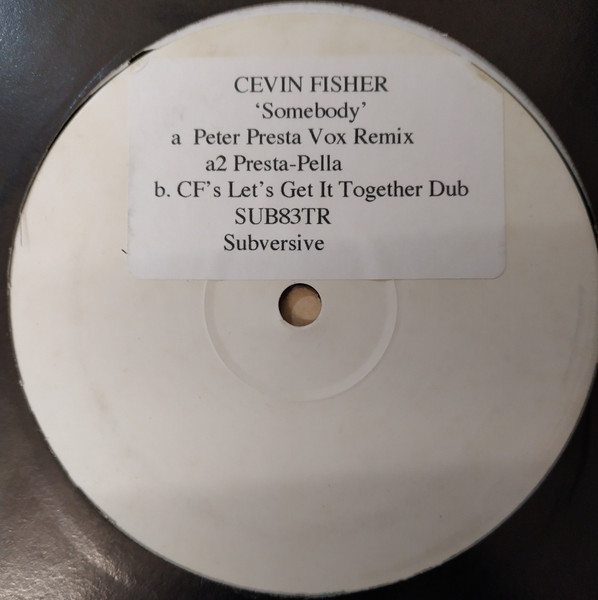 CEVIN FISHER
‘Somebody’
a Peter Presta Vox Remix
a2 Presta-Pella
b. CF’s Let’s Get It Together Dub
SUB83TR
Subversive